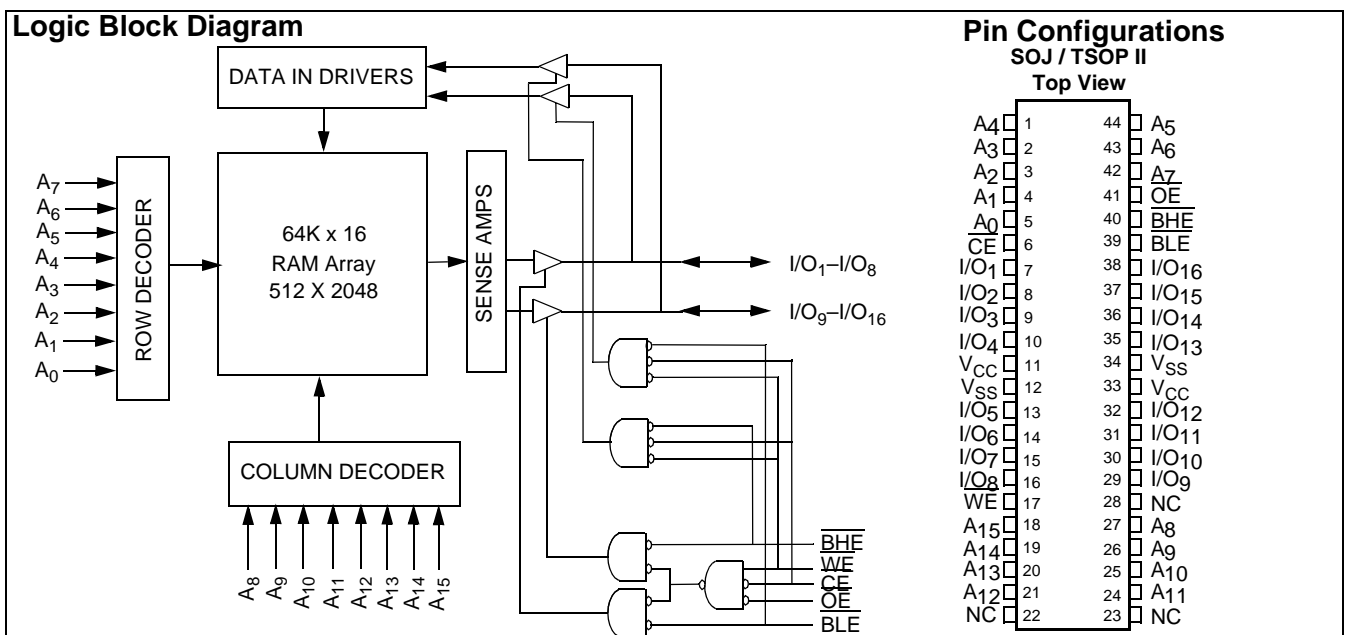 Logic Block Diagram
DATA IN DRIVERS
A7
A6
A5
A4
A3
A2
A1
A0
ROW DECODER
64K x 16
RAM Array
512 X 2048
SENSE AMPS
I/O1–I/O8
I/O9–I/O16
COLUMN DECODER
A8
A9
A10
A11
A12
A13
A14
A15
BHE
WE
CE
OE
BLE
Pin Configurations
SOJ / TSOP II
Top View
A4 1 44 A5
A3 2 43 A6
A2 3 42 A7
A1 4 41 OE
A0 5 40 BHE
CE 6 39 BLE
I/O1 7 38 I/O16
I/O2 8 37 I/O15
I/O3 9 36 I/O14
I/O4 10 35 I/O13
VCC 11 34 VSS
VSS 12 33 VCC
I/O5 13 32 I/O12
I/O6 14 31 I/O11
I/O7 15 30 I/O10
I/O8 16 29 I/O9
WE 17 28 NC
A15 18 27 A8
A14 19 26 A9
A13 20 25 A10
A12 21 24 A11
NC 22 23 NC